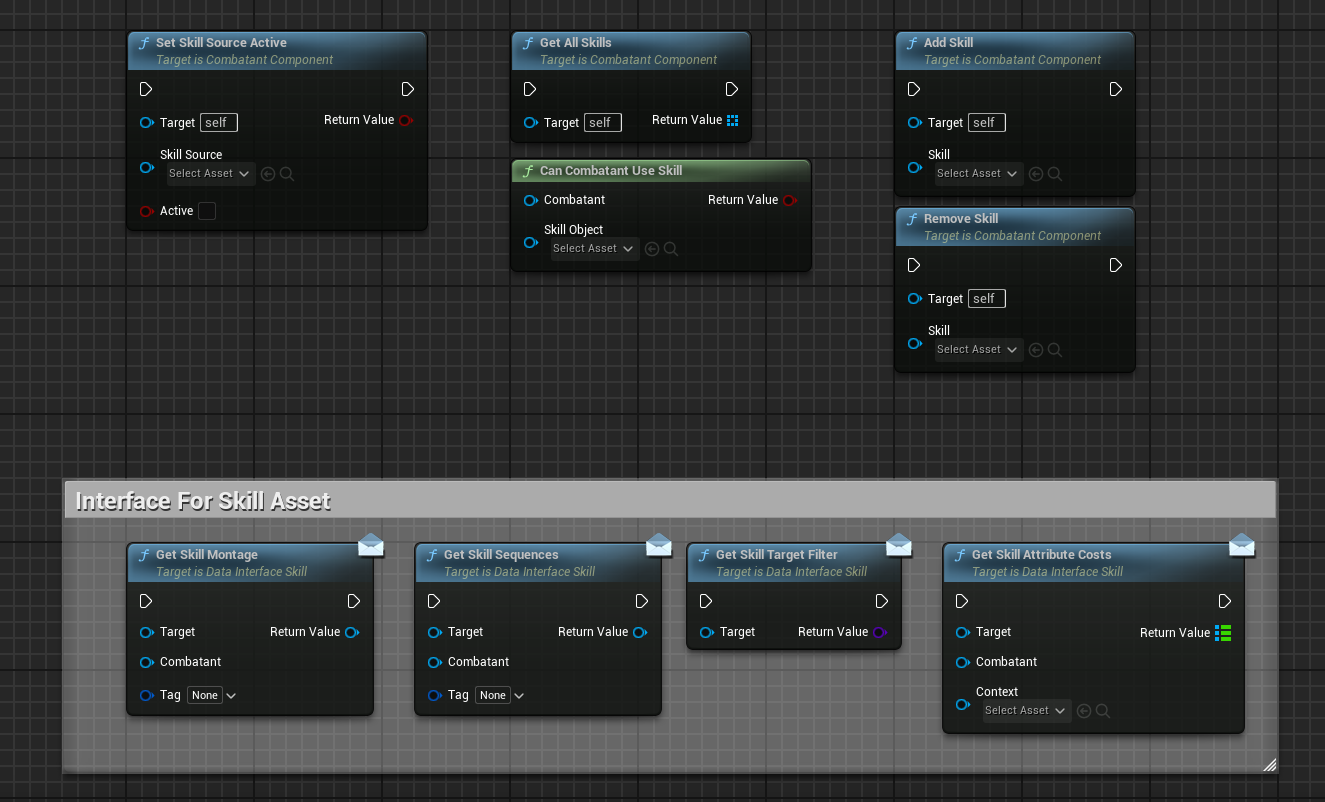 Set Skill Source Active
Target is Combatant Component
Target self
Return Value
Skill Source
Select Asset
Active
Get All Skills
Target is Combatant Component
Target self
Return Value
Can Combatant Use Skill
Combatant
Return Value
Skill Object
Select Asset
Add Skill
Target is Combatant Component
Target self
Skill
Select Asset
Remove Skill
Target is Combatant Component
Target self
Skill
Select Asset
Interface For Skill Asset
Get Skill Montage
Target is Data Interface Skill
Target
Return Value
Combatant
Tag None
Get Skill Sequences
Target is Data Interface Skill
Target
Return Value
Combatant
Tag None
Get Skill Target Filter
Target is Data Interface Skill
Target
Return Value
Get Skill Attribute Costs
Target is Data Interface Skill
Target
Return Value
Combatant
Context
Select Asset